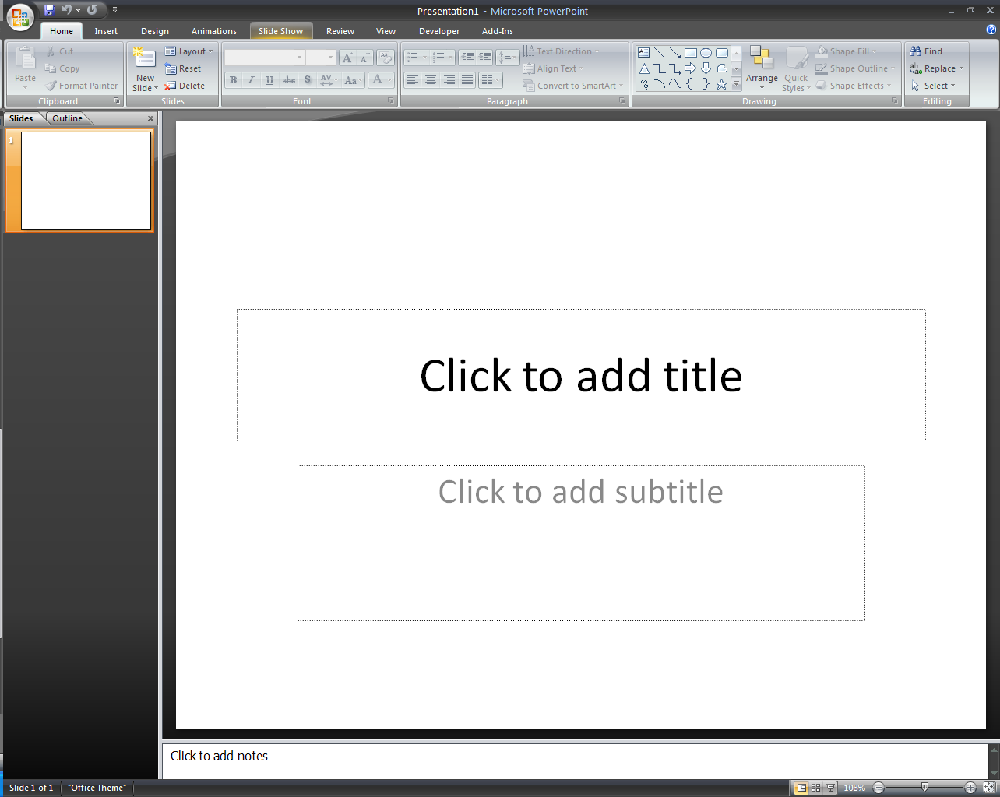 Presentation1 - Microsoft PowerPoint
Home Insert Design Animations Slide Show Review View Developer Add-Ins
Paste
Cut
Copy
Format Painter
Clipboard
New Slide
Layout
Reset
Delete
Slides
Font
Text Direction
Align Text
Convert to SmartArt
Paragraph
Arrange
Quick Styles
Shape Fill
Shape Outline
Shape Effects
Drawing
Find
Replace
Select
Editing
Slides Outline x
1
Click to add title
Click to add subtitle
Click to add notes
Slide 1 of 1 "Office Theme" 108%